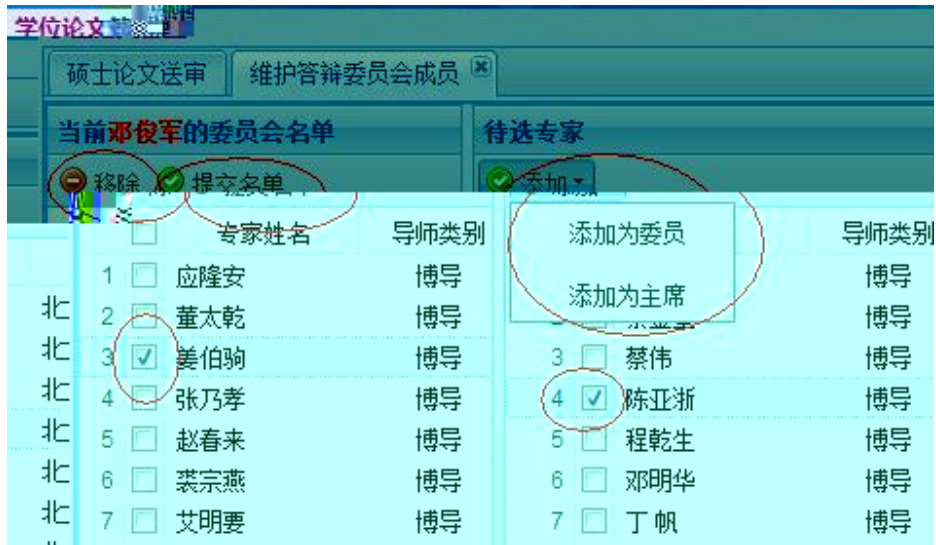 学位论文
硕士论文送审 维护答辩委员会成员
当前邓俊军的委员会名单 待选专家
移除 提交名单 添加
专家姓名 导师类别 添加为委员 导师类别
1 应隆安 博导 博导
添加为主席
北 2 董太乾 博导 博导
北 3 姜伯驹 博导 3 蔡伟 博导
北 4 张乃孝 博导 4 陈亚浙 博导
北 5 赵春来 博导 5 程乾生 博导
北 6 裘宗燕 博导 6 邓明华 博导
北 7 艾明要 博导 7 丁帆 博导